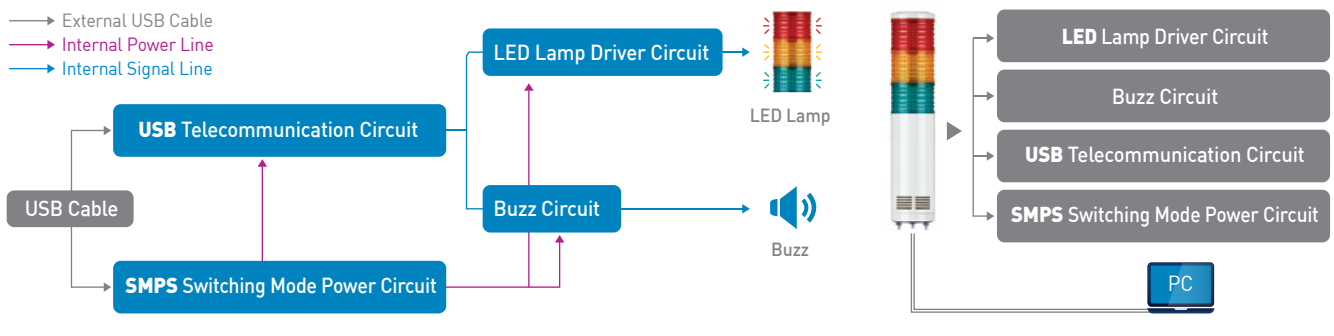 External USB Cable
Internal Power Line
Internal Signal Line
USB Cable
USB Telecommunication Circuit
SMPS Switching Mode Power Circuit
LED Lamp Driver Circuit
Buzz Circuit
LED Lamp
Buzz
LED Lamp Driver Circuit
Buzz Circuit
USB Telecommunication Circuit
SMPS Switching Mode Power Circuit
PC